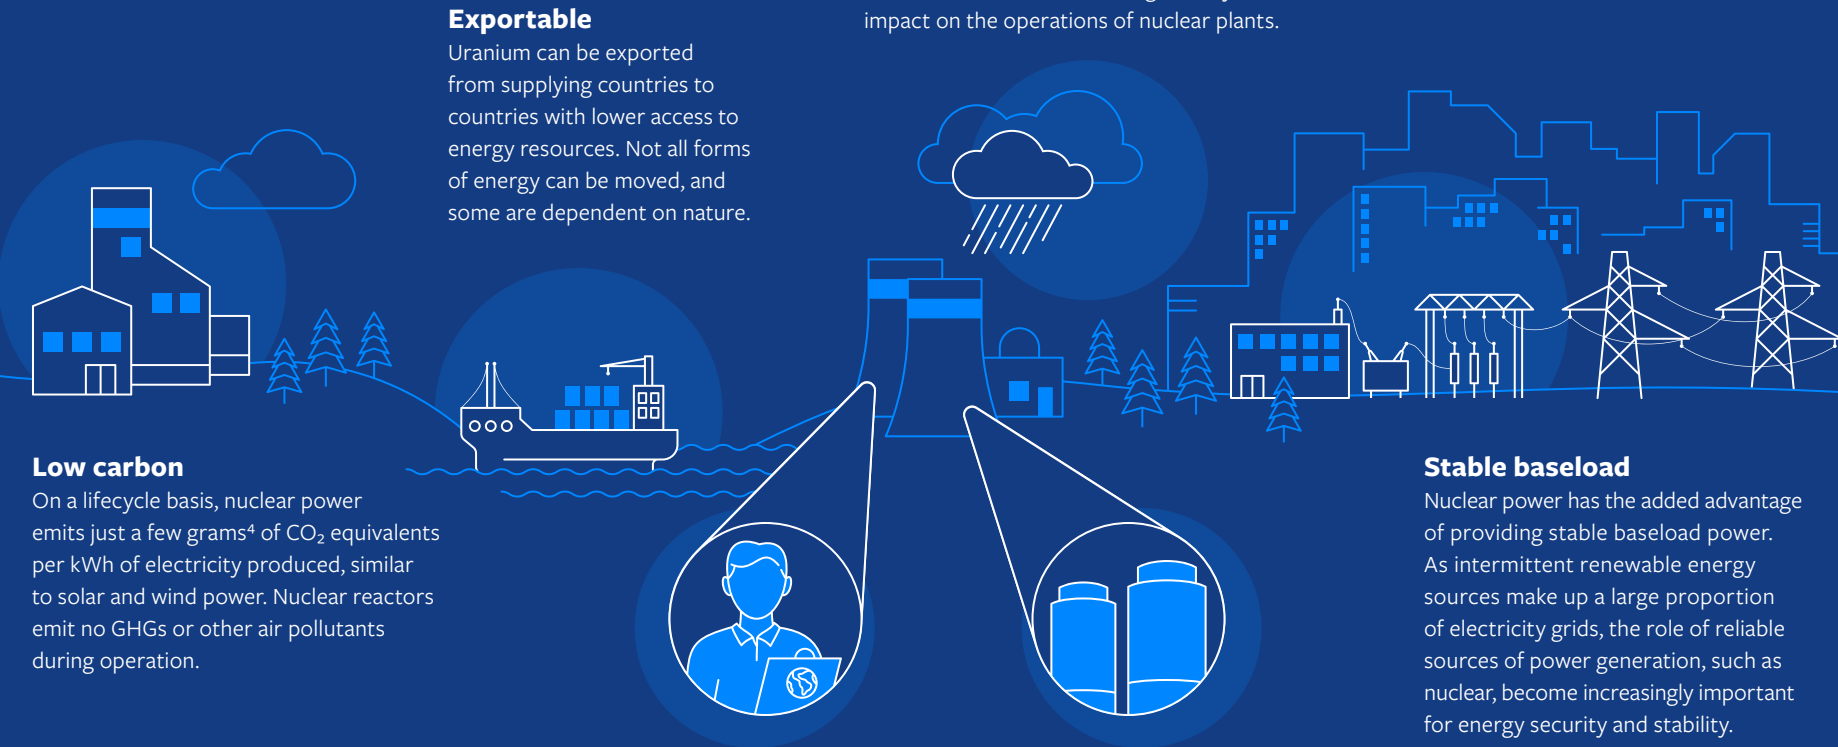 Exportable
Uranium can be exported
from supplying countries to
countries with lower access to
energy resources. Not all forms
of energy can be moved, and
some are dependent on nature.
impact on the operations of nuclear plants.
Low carbon
On a lifecycle basis, nuclear power
emits just a few grams⁴ of CO₂ equivalents
per kWh of electricity produced, similar
to solar and wind power. Nuclear reactors
emit no GHGs or other air pollutants
during operation.
Stable baseload
Nuclear power has the added advantage
of providing stable baseload power.
As intermittent renewable energy
sources make up a large proportion
of electricity grids, the role of reliable
sources of power generation, such as
nuclear, become increasingly important
for energy security and stability.